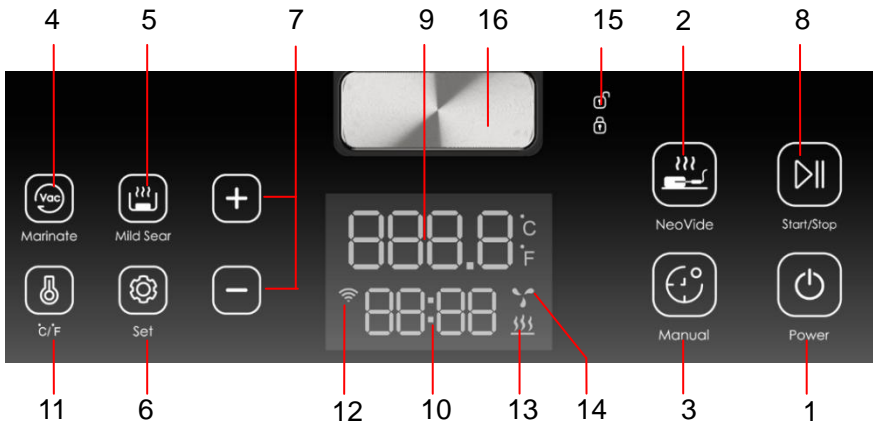 4 5 7 9 16 15 2 8
Vac
Marinate Mild Sear + NeoVide Start/Stop
888.8 °C
°F
°C/°F Set − 88:88 Manual Power
11 6 12 10 13 14 3 1